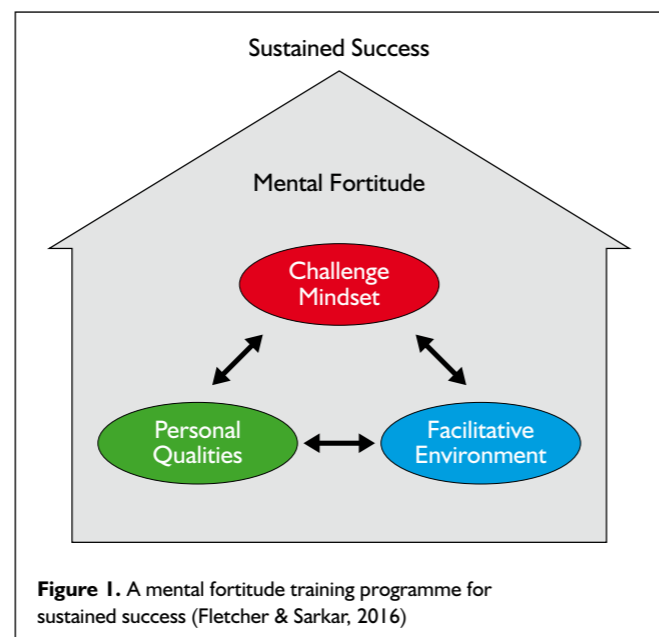 Sustained Success
Mental Fortitude
Challenge
Mindset
Personal
Qualities
Facilitative
Environment
Figure 1. A mental fortitude training programme for
sustained success (Fletcher & Sarkar, 2016)